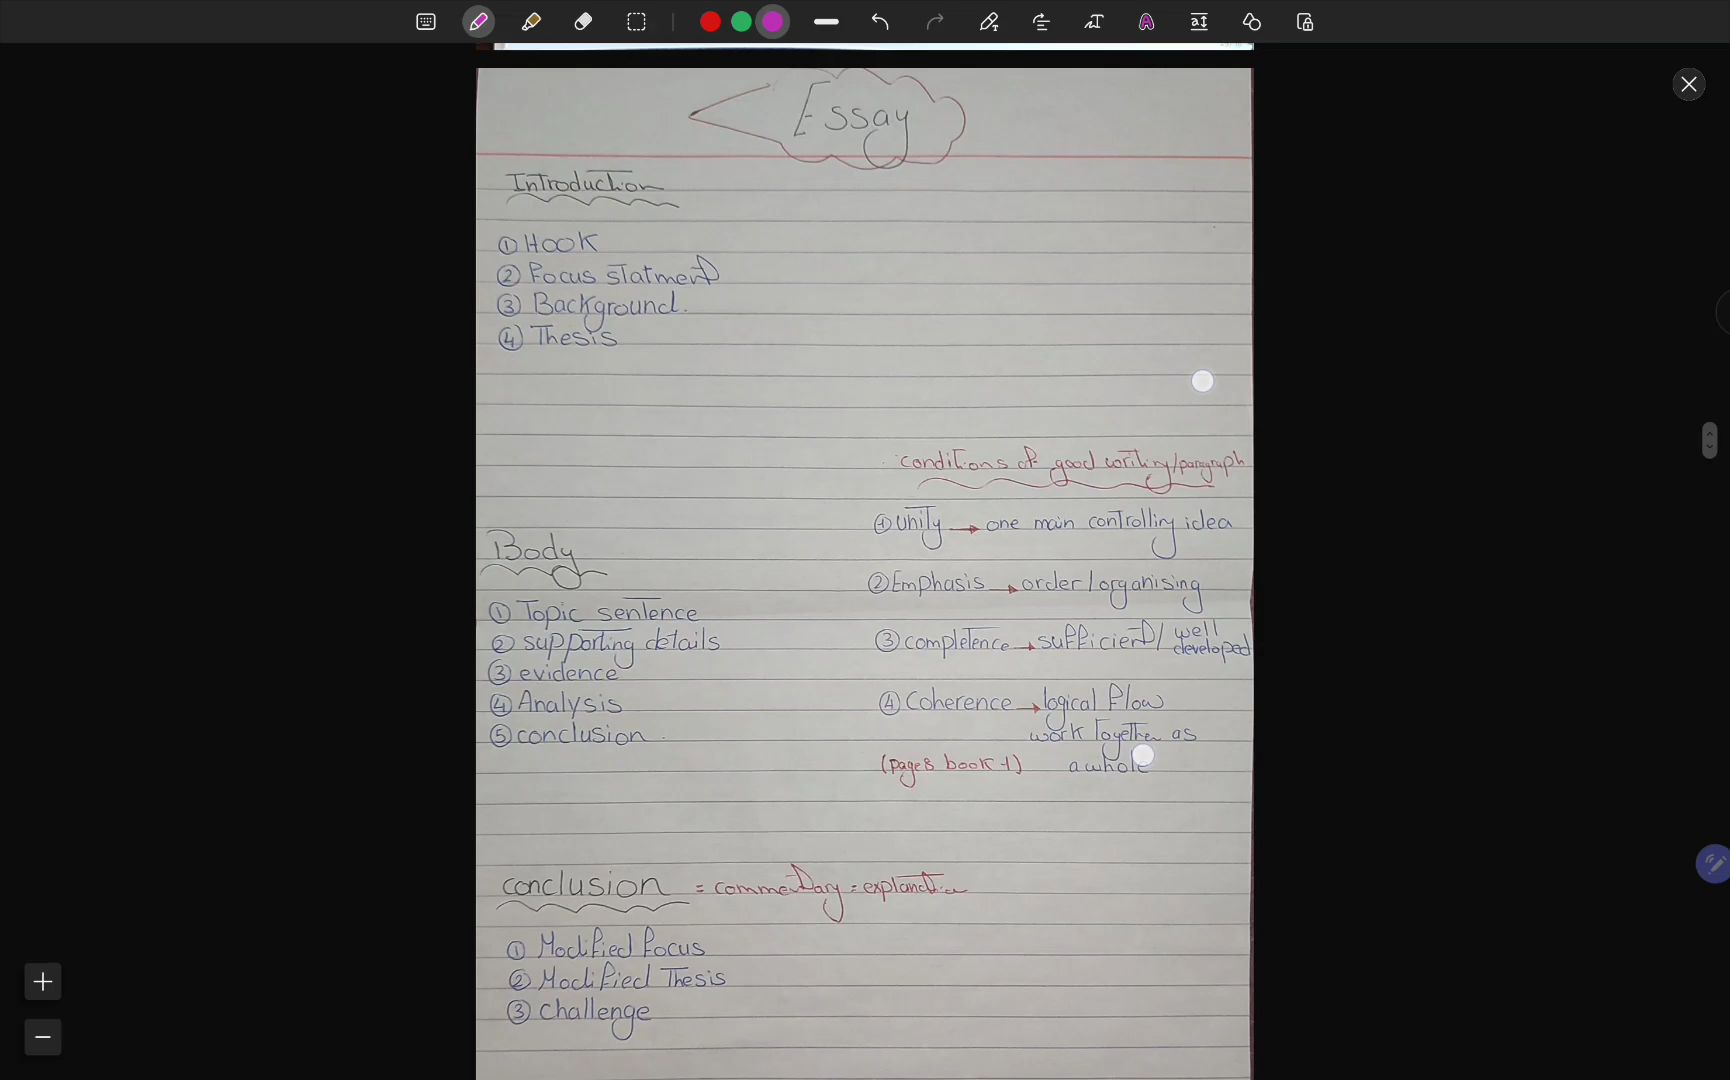 Essay
Introduction
① HOOK
② Focus statment
③ Background.
④ Thesis
conditions of good writing/paragraph
① unity → one main controlling idea
② Emphasis → order/organising
③ completence → sufficient/ well developed
④ Coherence → logical flow
work together as
a whole
(page 8 book 1)
Body
① Topic sentence
② supporting details
③ evidence
④ Analysis
⑤ conclusion.
conclusion = commentary = explanation
① Modified focus
② Modified Thesis
③ challenge